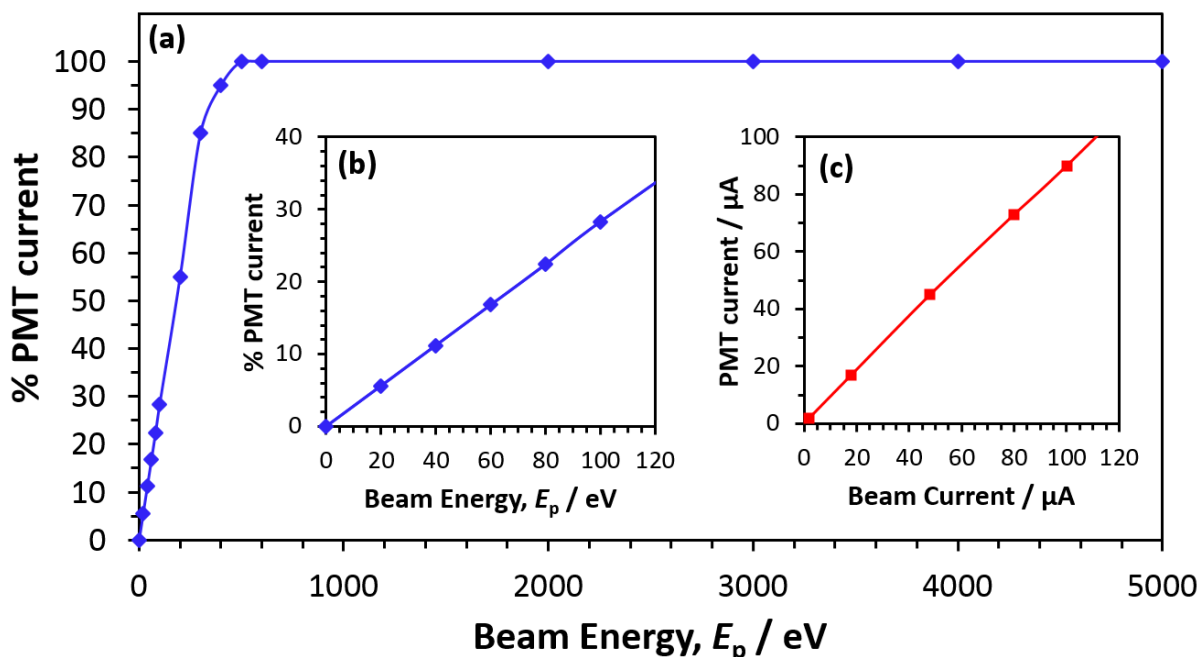 (a)
% PMT current
100
90
80
70
60
50
40
30
20
10
0
0 1000 2000 3000 4000 5000
Beam Energy, Eₚ / eV
(b)
% PMT current
40
30
20
10
0
0 20 40 60 80 100 120
Beam Energy, Eₚ / eV
(c)
PMT current / µA
100
80
60
40
20
0
0 20 40 60 80 100 120
Beam Current / µA